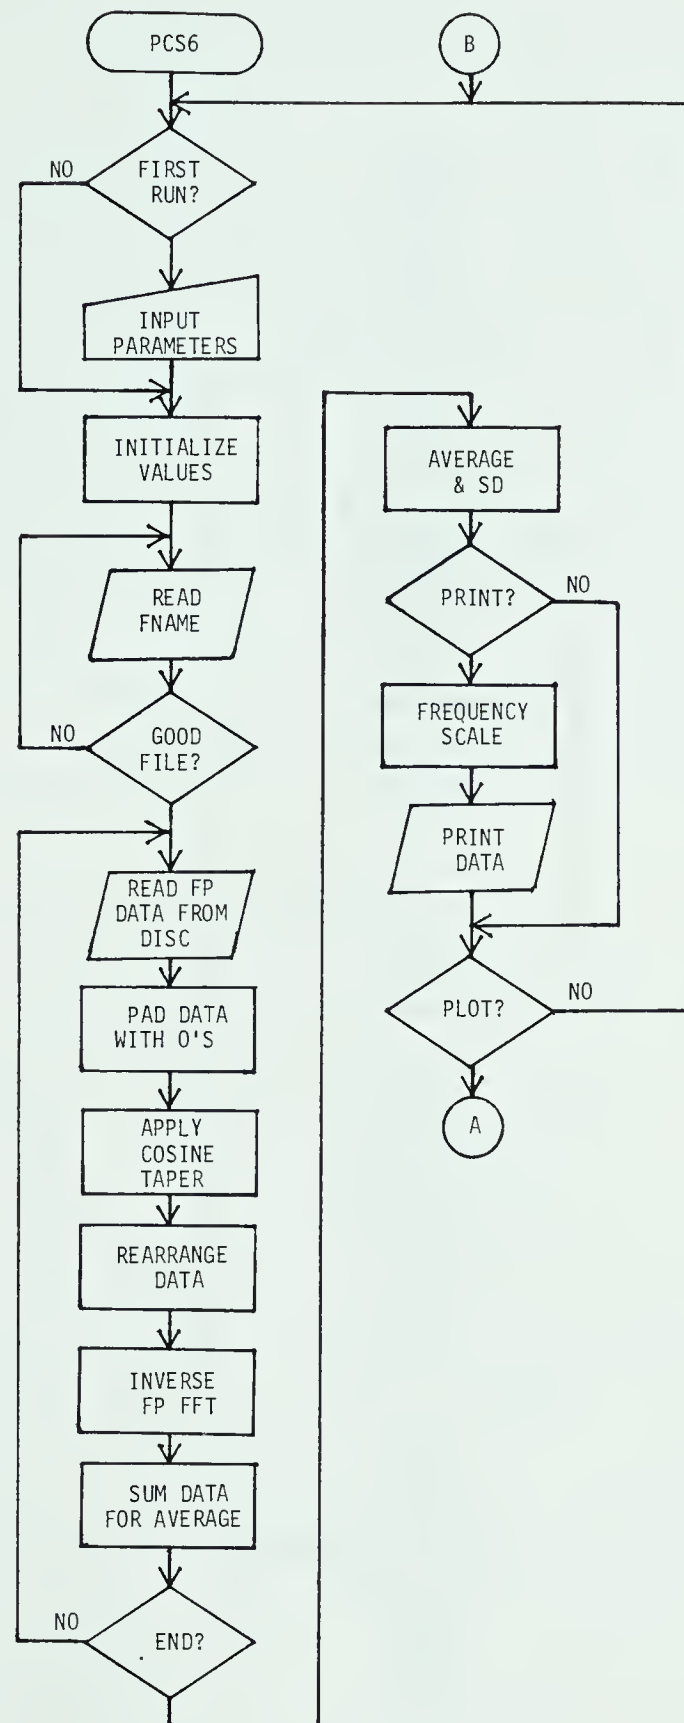 PCS6
FIRST
RUN?
NO
INPUT
PARAMETERS
INITIALIZE
VALUES
READ
FNAME
NO
GOOD
FILE?
READ FP
DATA FROM
DISC
PAD DATA
WITH O'S
APPLY
COSINE
TAPER
REARRANGE
DATA
INVERSE
FP FFT
SUM DATA
FOR AVERAGE
NO
END?
B
AVERAGE
& SD
PRINT?
NO
FREQUENCY
SCALE
PRINT
DATA
PLOT?
NO
A